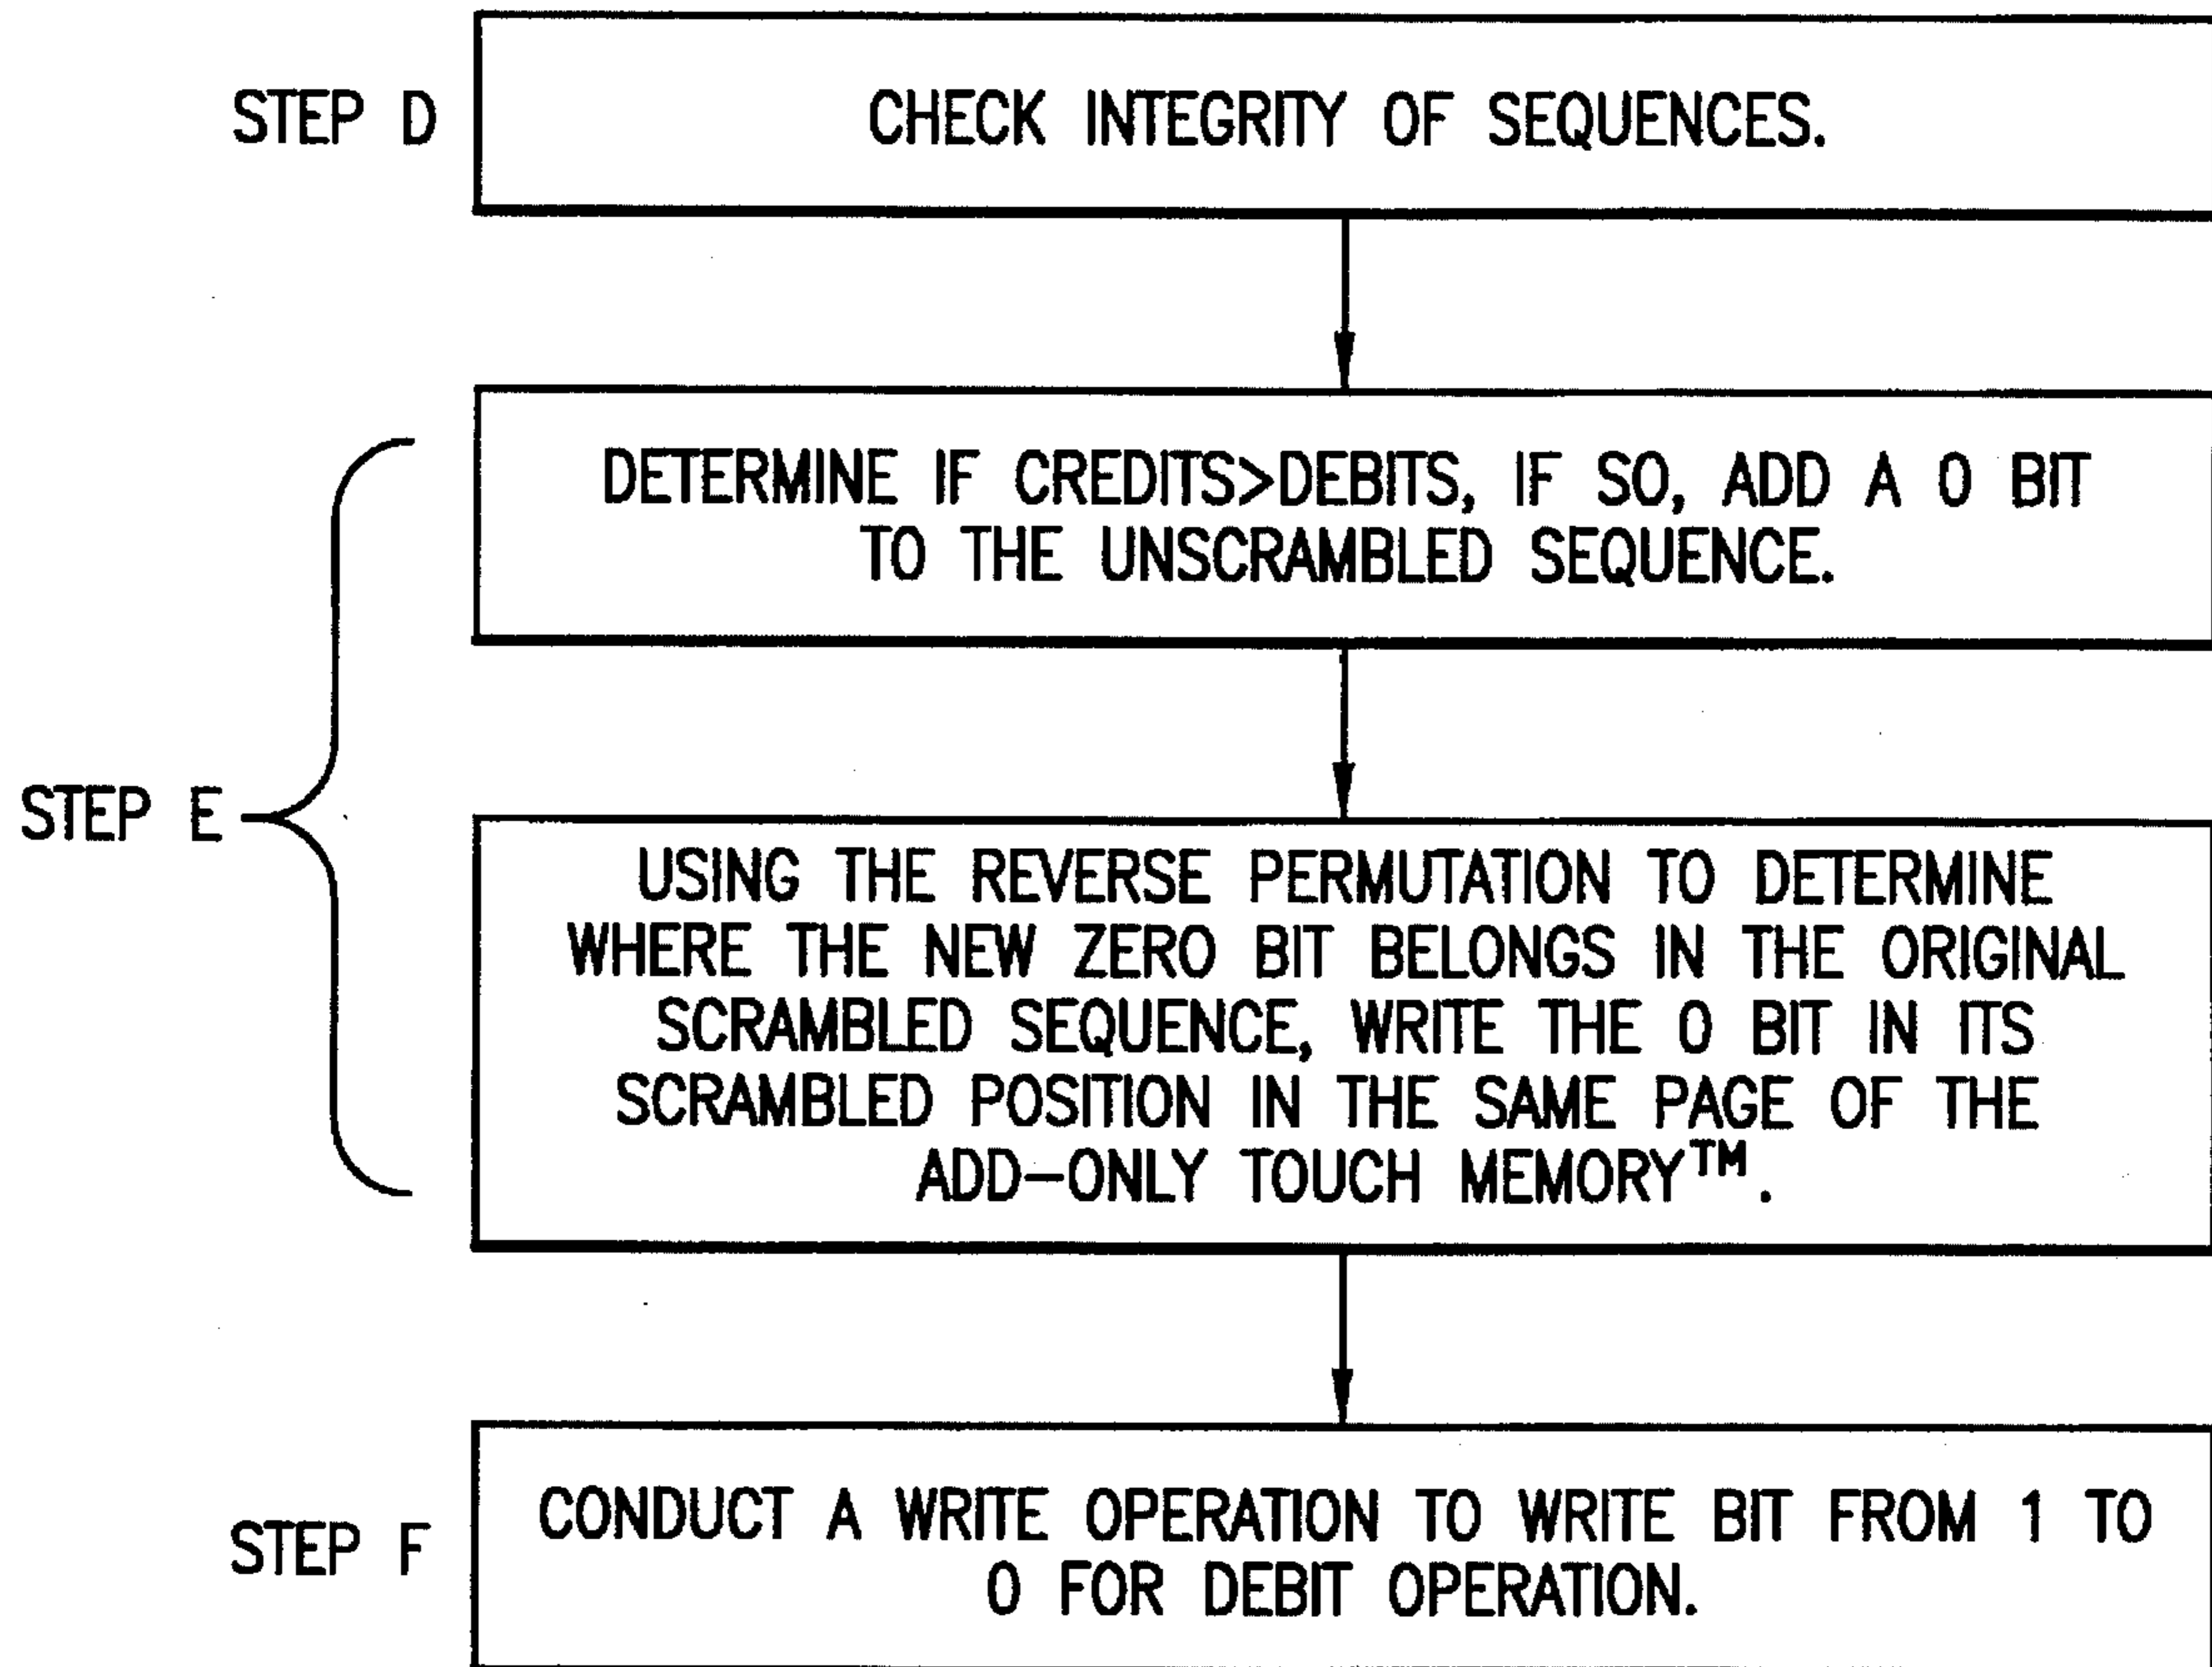 STEP D
CHECK INTEGRITY OF SEQUENCES.
DETERMINE IF CREDITS>DEBITS, IF SO, ADD A 0 BIT
TO THE UNSCRAMBLED SEQUENCE.
STEP E
USING THE REVERSE PERMUTATION TO DETERMINE
WHERE THE NEW ZERO BIT BELONGS IN THE ORIGINAL
SCRAMBLED SEQUENCE, WRITE THE 0 BIT IN ITS
SCRAMBLED POSITION IN THE SAME PAGE OF THE
ADD-ONLY TOUCH MEMORY™.
STEP F
CONDUCT A WRITE OPERATION TO WRITE BIT FROM 1 TO
0 FOR DEBIT OPERATION.